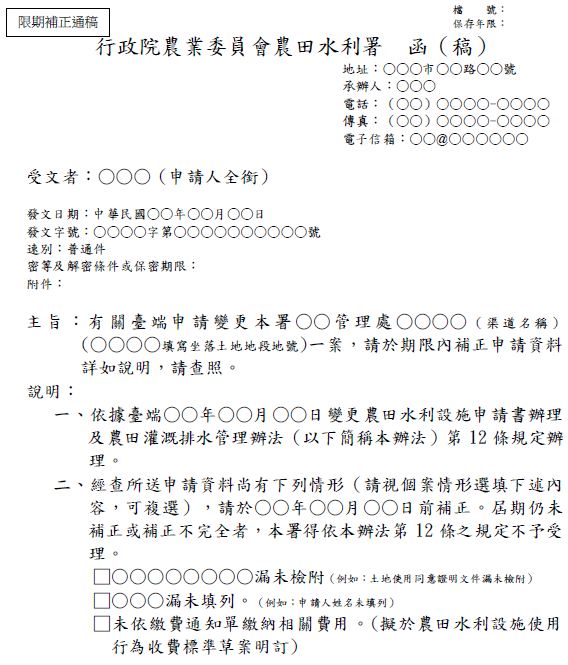 限期補正通稿
檔　　號：
保存年限：
行政院農業委員會農田水利署　函（稿）
地址：○○○市○○路○○號
承辦人：○○○
電話：（○○）○○○○-○○○○
傳真：（○○）○○○○-○○○○
電子信箱：○○@○○○○○○
受文者：○○○（申請人全銜）
發文日期：中華民國○○年○○月○○日
發文字號：○○○○字第○○○○○○○○○○號
速別：普通件
密等及解密條件或保密期限：
附件：
主旨：有關臺端申請變更本署○○管理處○○○○（渠道名稱）
(○○○○填寫坐落土地地段地號)一案，請於期限內補正申請資料
詳如說明，請查照。
說明：
一、依據臺端○○年○○月○○日變更農田水利設施申請書辦理
及農田灌溉排水管理辦法（以下簡稱本辦法）第 12 條規定辦
理。
二、經查所送申請資料尚有下列情形（請視個案情形選填下述內
容，可複選），請於○○年○○月○○日前補正。屆期仍未
補正或補正不完全者，本署得依本辦法第 12 條之規定不予受
理。
□○○○○○○○○漏未檢附(例如：土地使用同意證明文件漏未檢附)
□○○○漏未填列。(例如：申請人姓名未填列)
□未依繳費通知單繳納相關費用。(擬於農田水利設施使用
行為收費標準草案明訂)